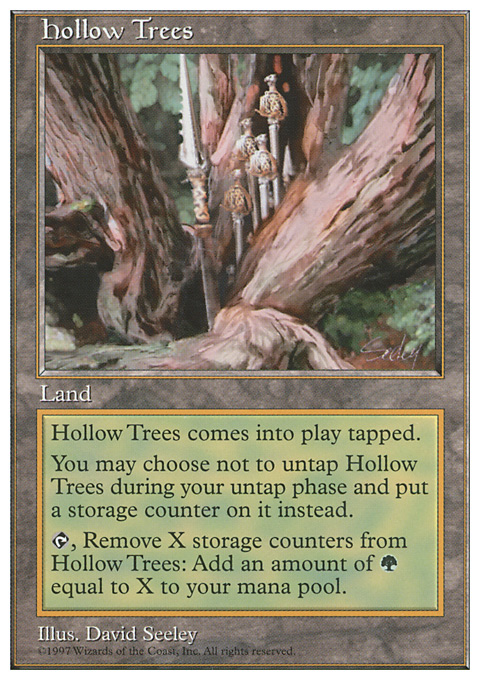 Hollow Trees
Seeley
Land
Hollow Trees comes into play tapped.
You may choose not to untap Hollow
Trees during your untap phase and put
a storage counter on it instead.
, Remove X storage counters from
Hollow Trees: Add an amount of
equal to X to your mana pool.
Illus. David Seeley
©1997 Wizards of the Coast, Inc. All rights reserved.